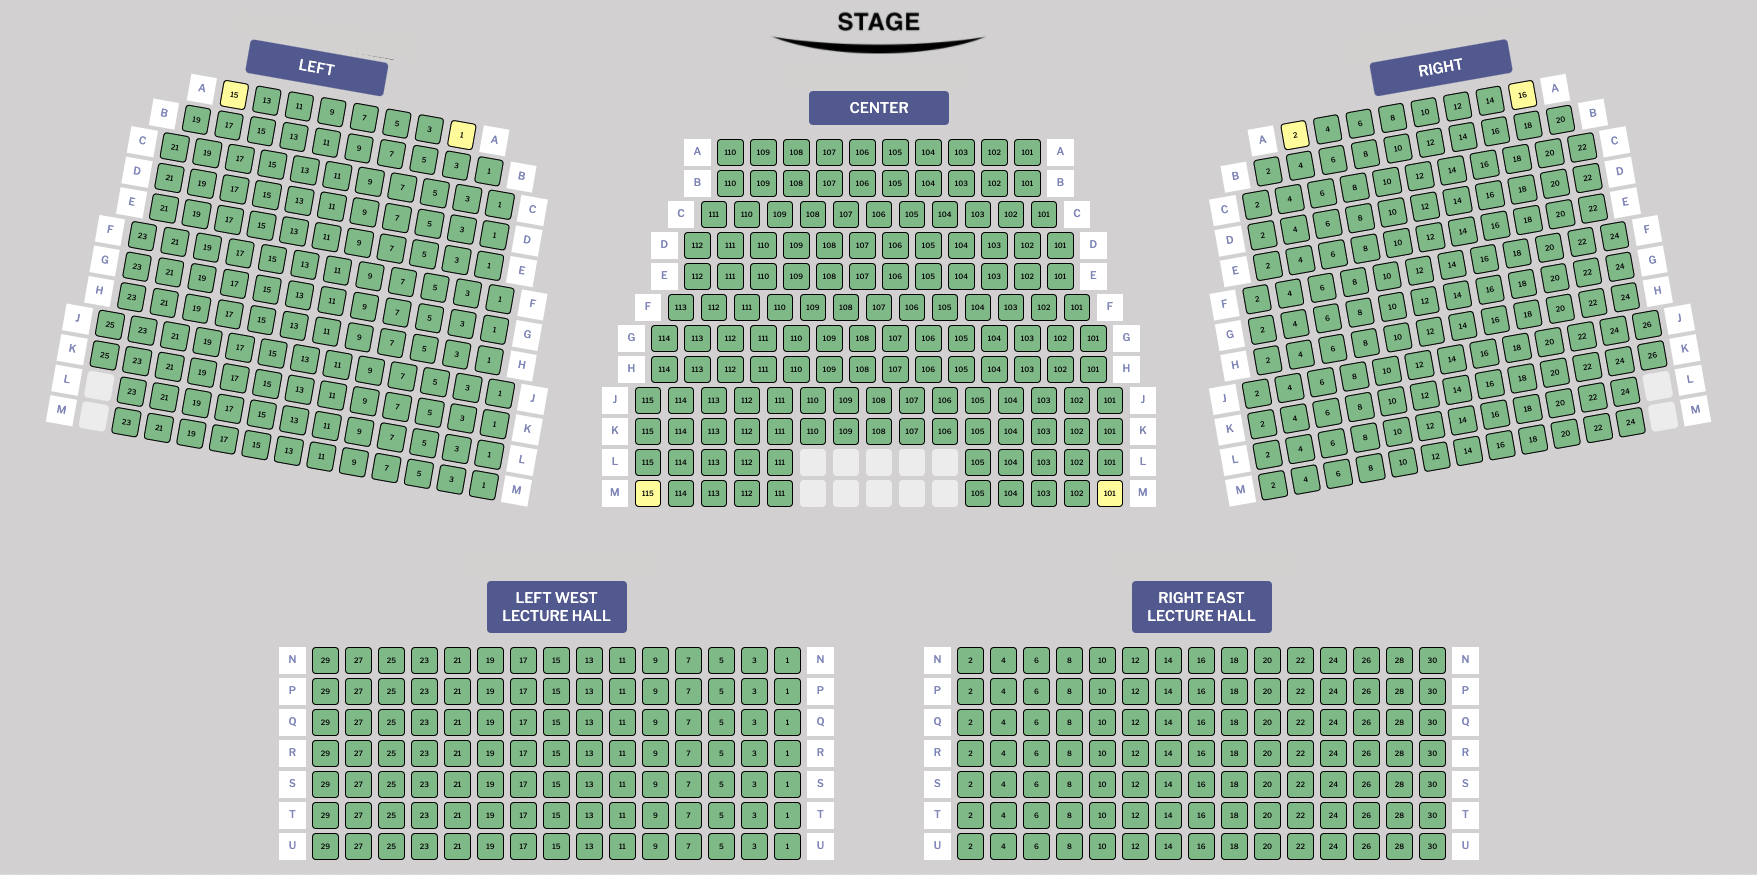 STAGE
LEFT
A 15 13 11 9 7 5 3 1 A
B 19 17 15 13 11 9 7 5 3 1 B
C 21 19 17 15 13 11 9 7 5 3 1 C
D 21 19 17 15 13 11 9 7 5 3 1 D
E 21 19 17 15 13 11 9 7 5 3 1 E
F 23 21 19 17 15 13 11 9 7 5 3 1 F
G 23 21 19 17 15 13 11 9 7 5 3 1 G
H 23 21 19 17 15 13 11 9 7 5 3 1 H
J 25 23 21 19 17 15 13 11 9 7 5 3 1 J
K 25 23 21 19 17 15 13 11 9 7 5 3 1 K
L 23 21 19 17 15 13 11 9 7 5 3 1 L
M 23 21 19 17 15 13 11 9 7 5 3 1 M
CENTER
A 110 109 108 107 106 105 104 103 102 101 A
B 110 109 108 107 106 105 104 103 102 101 B
C 111 110 109 108 107 106 105 104 103 102 101 C
D 112 111 110 109 108 107 106 105 104 103 102 101 D
E 112 111 110 109 108 107 106 105 104 103 102 101 E
F 113 112 111 110 109 108 107 106 105 104 103 102 101 F
G 114 113 112 111 110 109 108 107 106 105 104 103 102 101 G
H 114 113 112 111 110 109 108 107 106 105 104 103 102 101 H
J 115 114 113 112 111 110 109 108 107 106 105 104 103 102 101 J
K 115 114 113 112 111 110 109 108 107 106 105 104 103 102 101 K
L 115 114 113 112 111 105 104 103 102 101 L
M 115 114 113 112 111 105 104 103 102 101 M
RIGHT
A 2 4 6 8 10 12 14 16 A
B 2 4 6 8 10 12 14 16 18 20 B
C 2 4 6 8 10 12 14 16 18 20 22 C
D 2 4 6 8 10 12 14 16 18 20 22 D
E 2 4 6 8 10 12 14 16 18 20 22 E
F 2 4 6 8 10 12 14 16 18 20 22 24 F
G 2 4 6 8 10 12 14 16 18 20 22 24 G
H 2 4 6 8 10 12 14 16 18 20 22 24 H
J 2 4 6 8 10 12 14 16 18 20 22 24 26 J
K 2 4 6 8 10 12 14 16 18 20 22 24 26 K
L 2 4 6 8 10 12 14 16 18 20 22 24 L
M 2 4 6 8 10 12 14 16 18 20 22 24 M
LEFT WEST
LECTURE HALL
N 29 27 25 23 21 19 17 15 13 11 9 7 5 3 1 N
P 29 27 25 23 21 19 17 15 13 11 9 7 5 3 1 P
Q 29 27 25 23 21 19 17 15 13 11 9 7 5 3 1 Q
R 29 27 25 23 21 19 17 15 13 11 9 7 5 3 1 R
S 29 27 25 23 21 19 17 15 13 11 9 7 5 3 1 S
T 29 27 25 23 21 19 17 15 13 11 9 7 5 3 1 T
U 29 27 25 23 21 19 17 15 13 11 9 7 5 3 1 U
RIGHT EAST
LECTURE HALL
N 2 4 6 8 10 12 14 16 18 20 22 24 26 28 30 N
P 2 4 6 8 10 12 14 16 18 20 22 24 26 28 30 P
Q 2 4 6 8 10 12 14 16 18 20 22 24 26 28 30 Q
R 2 4 6 8 10 12 14 16 18 20 22 24 26 28 30 R
S 2 4 6 8 10 12 14 16 18 20 22 24 26 28 30 S
T 2 4 6 8 10 12 14 16 18 20 22 24 26 28 30 T
U 2 4 6 8 10 12 14 16 18 20 22 24 26 28 30 U